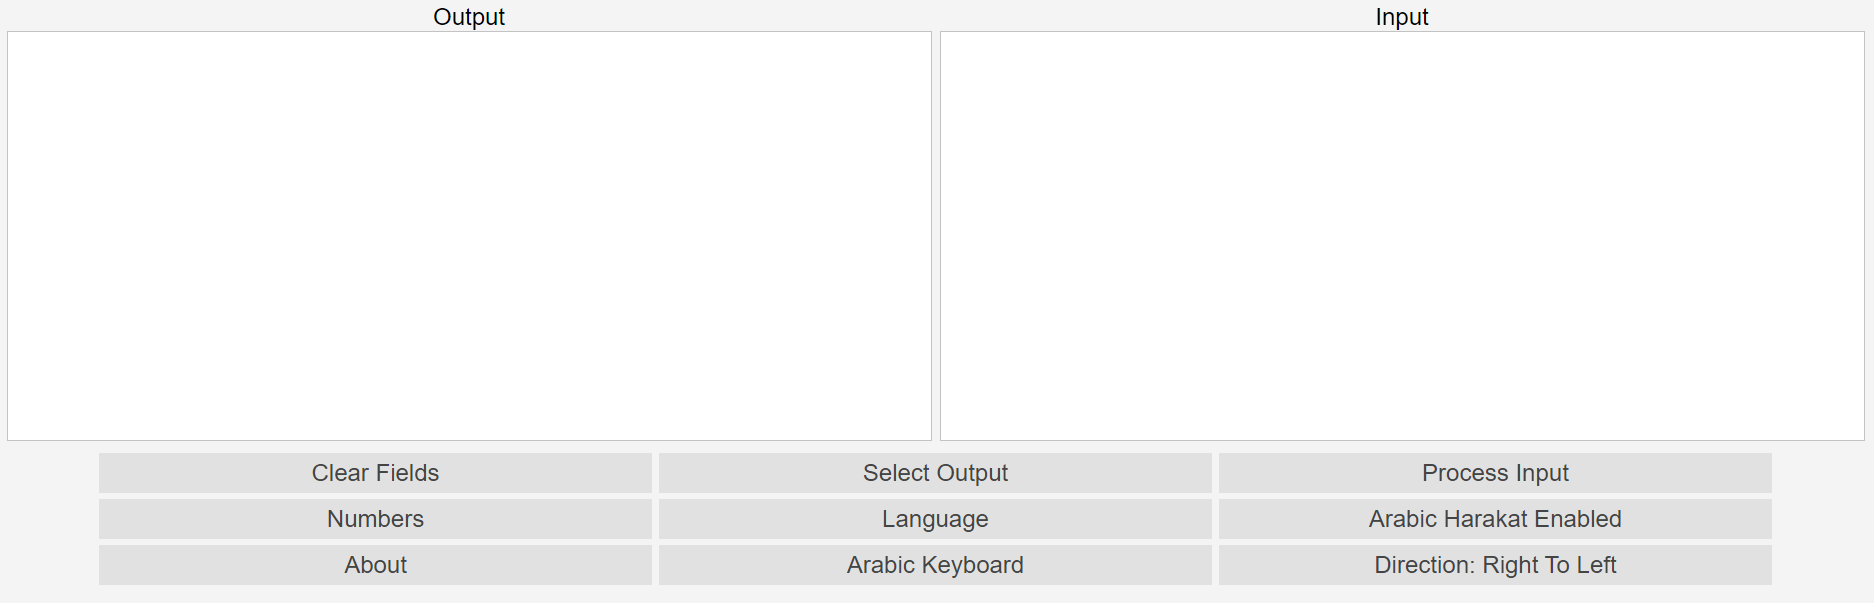 Output
Input
Clear Fields
Select Output
Process Input
Numbers
Language
Arabic Harakat Enabled
About
Arabic Keyboard
Direction: Right To Left